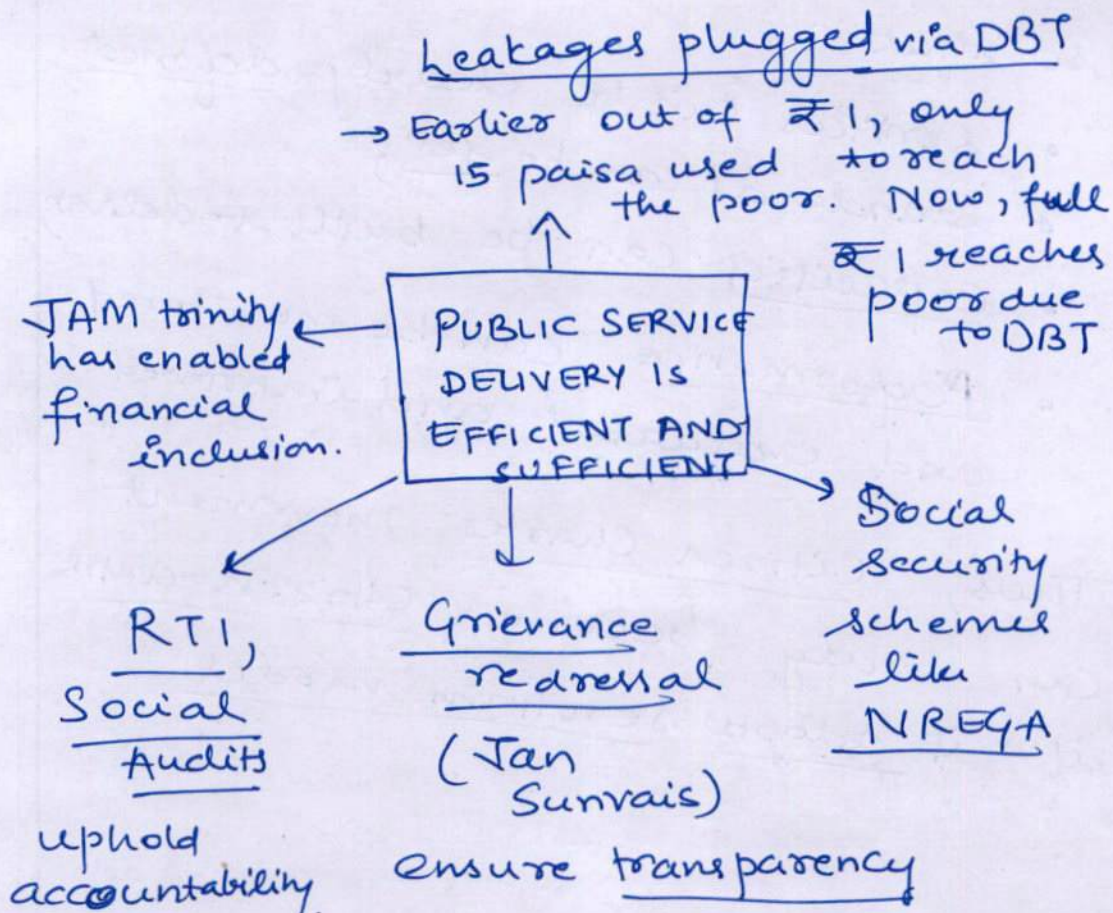 Leakages plugged via DBT
→ Earlier out of ₹ 1, only
15 paisa used to reach
the poor. Now, full
₹ 1 reaches
poor due
to DBT
JAM trinity
has enabled
financial
inclusion.
PUBLIC SERVICE
DELIVERY IS
EFFICIENT AND
SUFFICIENT
RTI,
Social
Audits
uphold
accountability
Grievance
redressal
(Jan
Sunvais)
ensure transparency
Social
security
schemes
like
NREGA